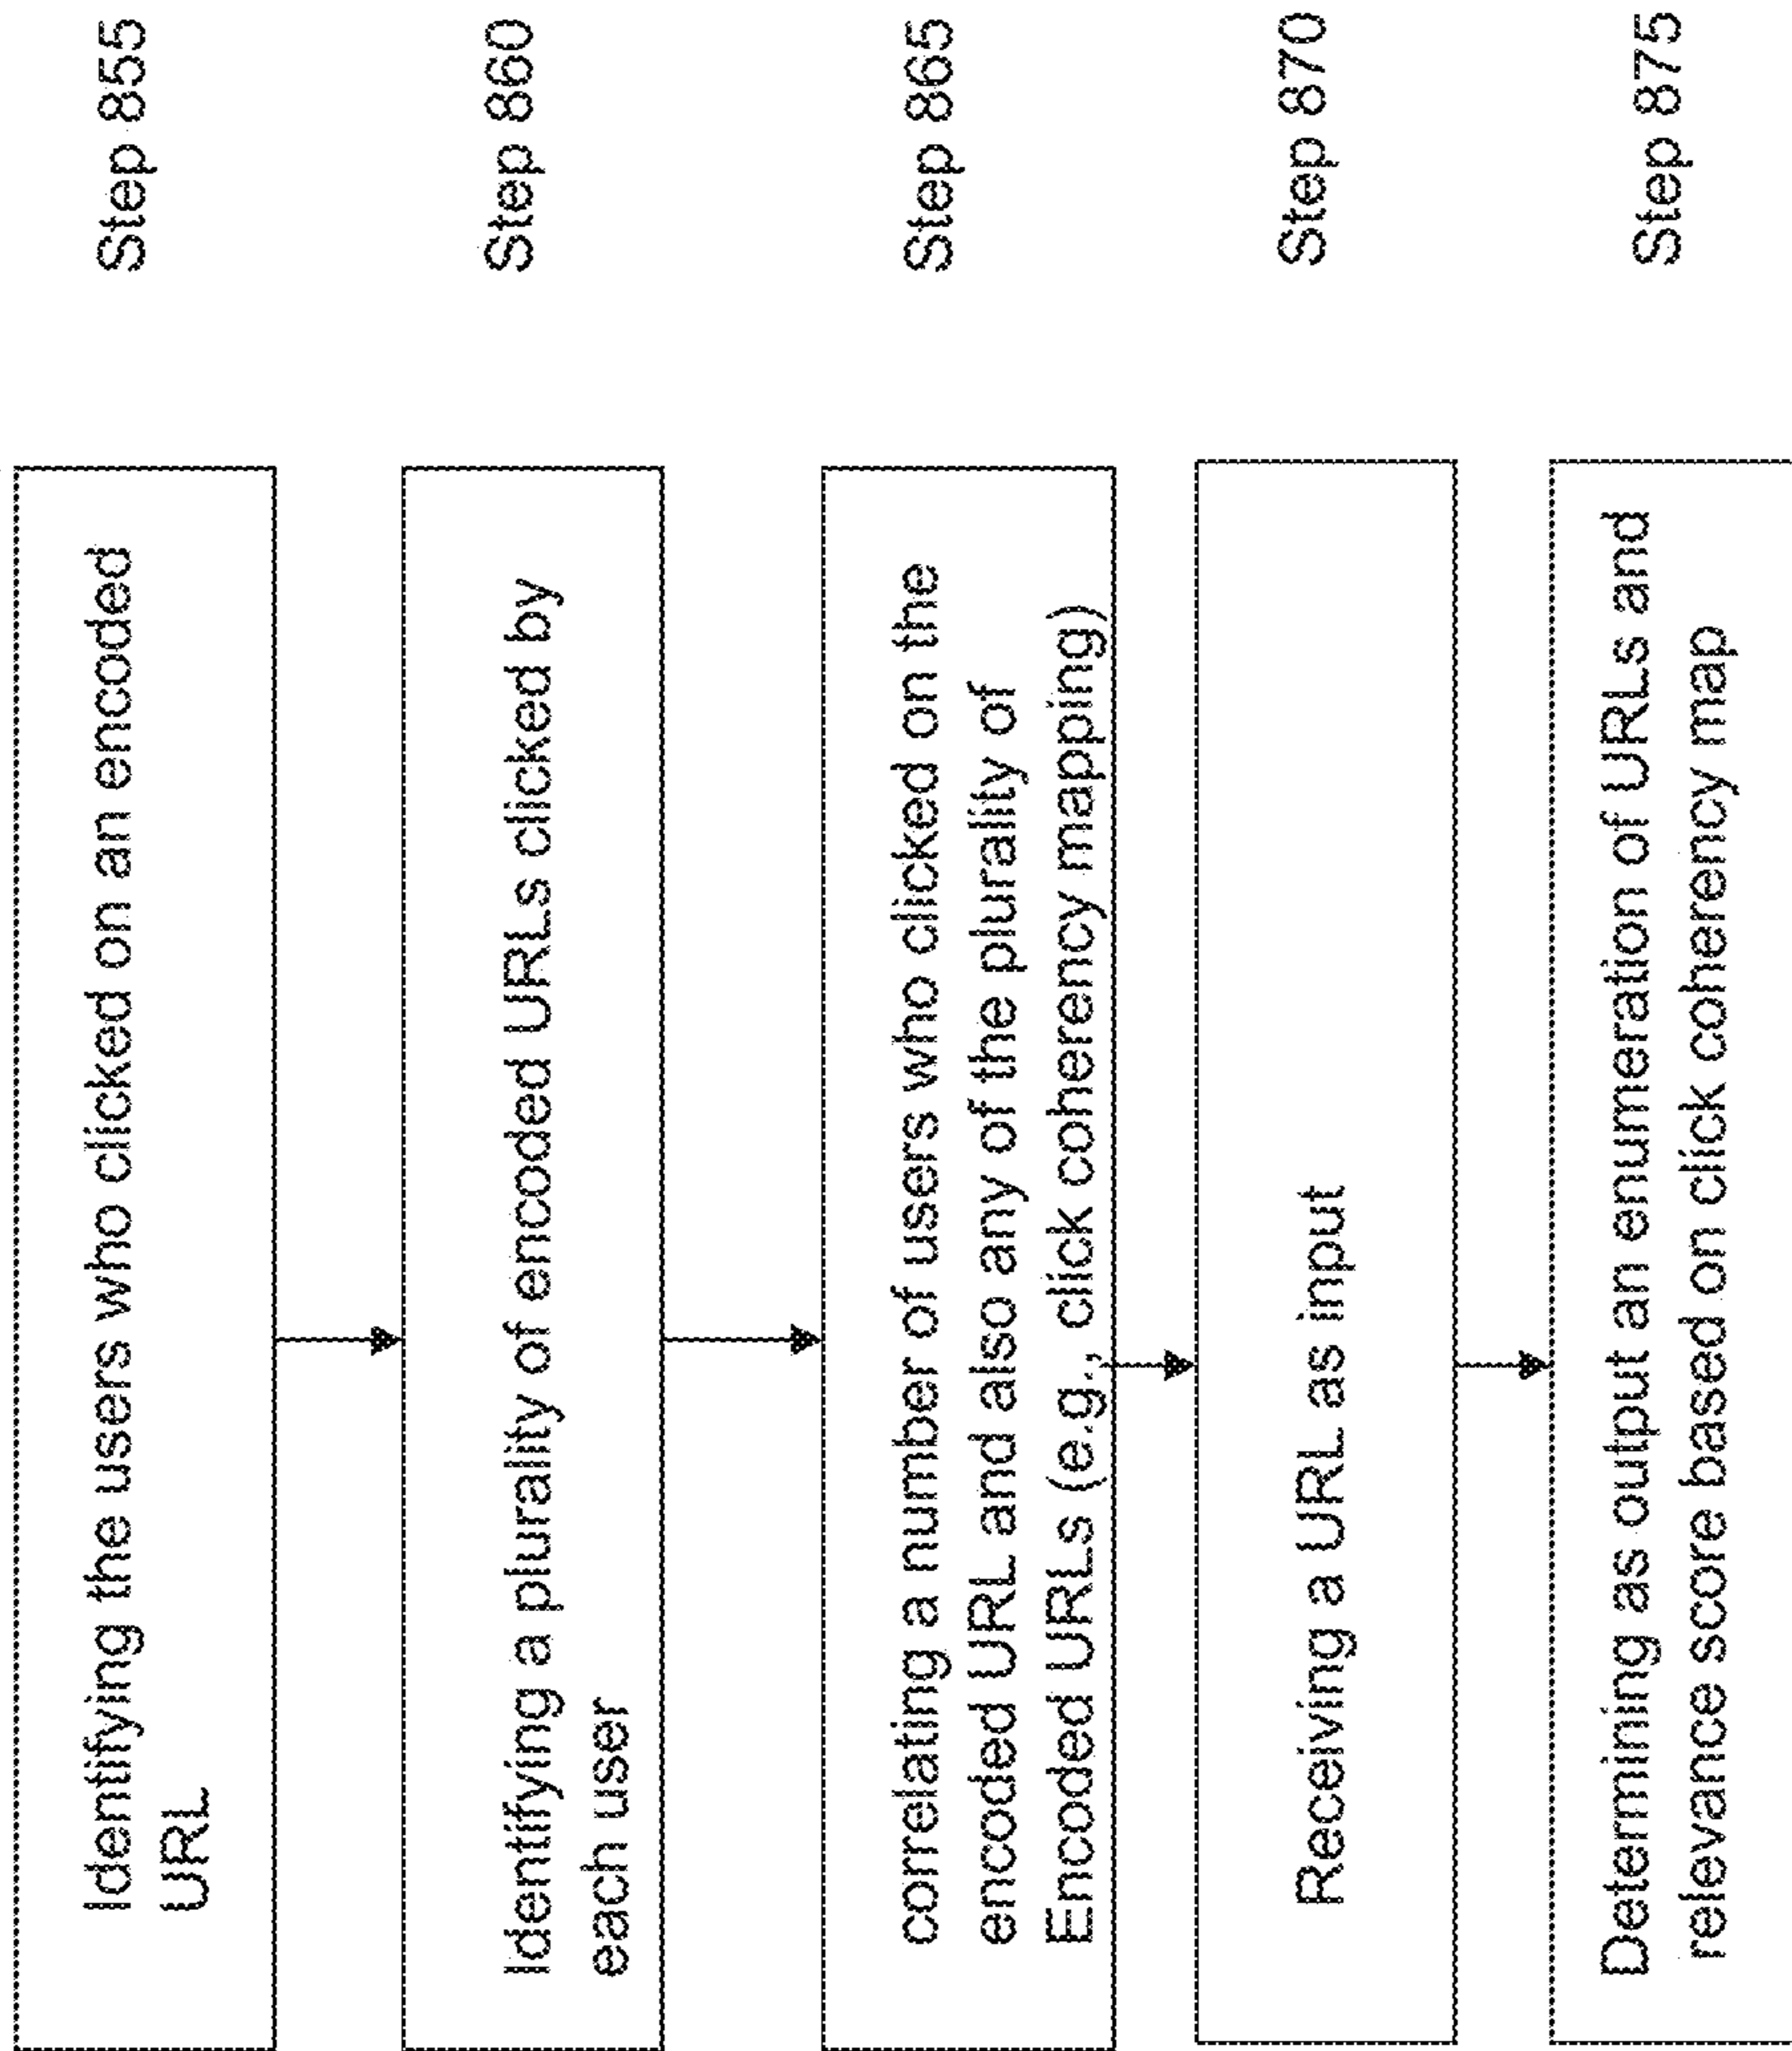 Identifying the users who clicked on an encoded
URL
Step 855
Identifying a plurality of encoded URLs clicked by
each user
Step 860
correlating a number of users who clicked on the
encoded URL and also any of the plurality of
Encoded URLs (e.g., click coherency mapping)
Step 865
Receiving a URL as input
Step 870
Determining as output an enumeration of URLs and
relevance score based on click coherency map
Step 875